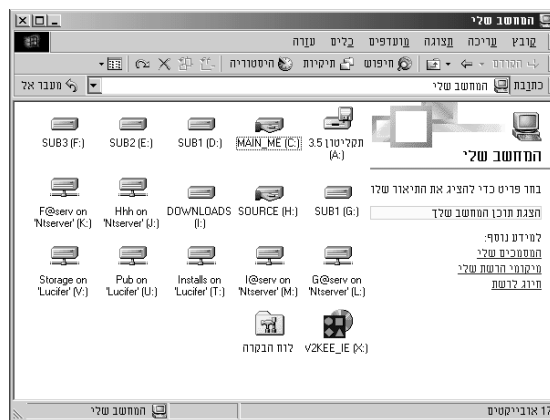 המחשב שלי
קובץ עריכה תצוגה מועדפים כלים עזרה
הקודם חיפוש תיקיות היסטוריה
כתובת המחשב שלי מעבר אל
המחשב שלי
בחר פריט כדי להציג את התיאור שלו
הצגת תוכן המחשב שלך
למידע נוסף:
המסמכים שלי
מיקומי הרשת שלי
חיוג לרשת
תקליטון 3.5 (A:)
MAIN_ME (C:)
SUB1 (D:)
SUB2 (E:)
SUB3 (F:)
SUB1 (G:)
SOURCE (H:)
DOWNLOADS (I:)
Hhh on 'Ntserver' (J:)
F@serv on 'Ntserver' (K:)
G@serv on 'Ntserver' (L:)
I@serv on 'Ntserver' (M:)
Installs on 'Lucifer' (T:)
Pub on 'Lucifer' (U:)
Storage on 'Lucifer' (V:)
V2KEE_IE (X:)
לוח הבקרה
17 אובייקטים
המחשב שלי